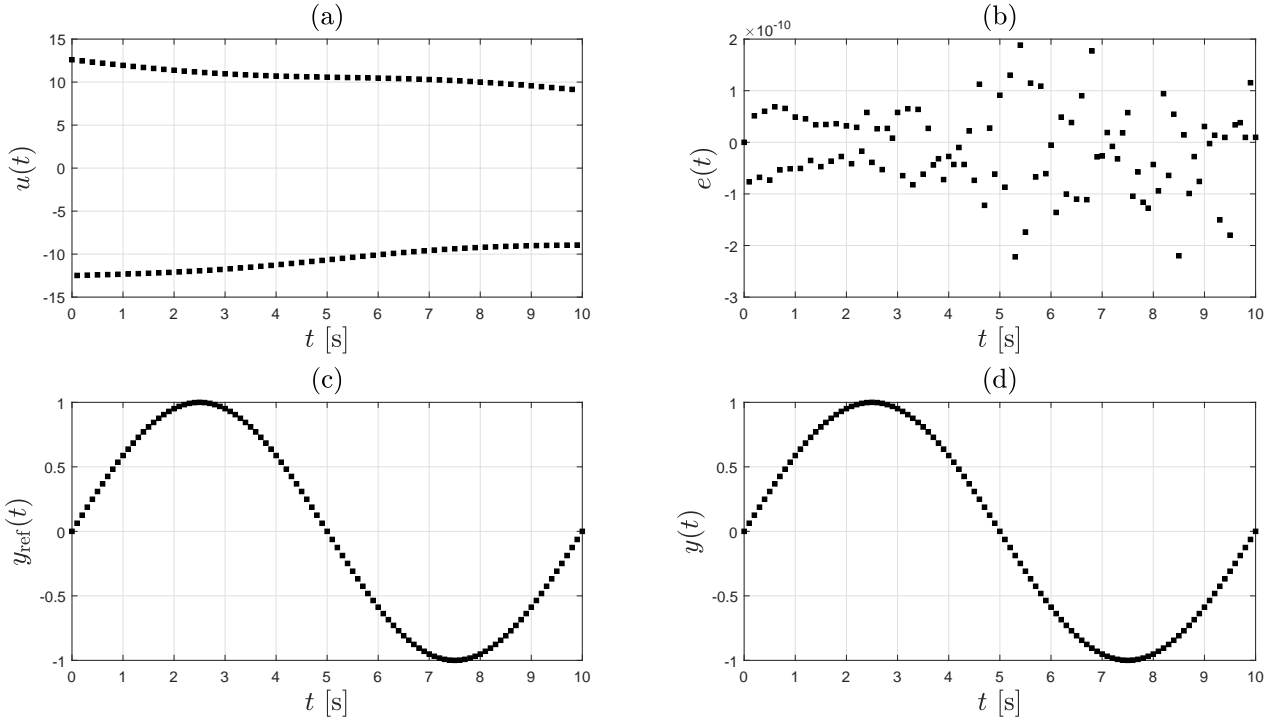 (a) (b)
×10^-10
15 2
10 1
5
0 0
-5 -1
-10 -2
-15 -3
u(t) e(t)
0 1 2 3 4 5 6 7 8 9 10 0 1 2 3 4 5 6 7 8 9 10
t [s] t [s]
(c) (d)
1 1
0.5 0.5
0 0
-0.5 -0.5
-1 -1
y_ref(t) y(t)
0 1 2 3 4 5 6 7 8 9 10 0 1 2 3 4 5 6 7 8 9 10
t [s] t [s]